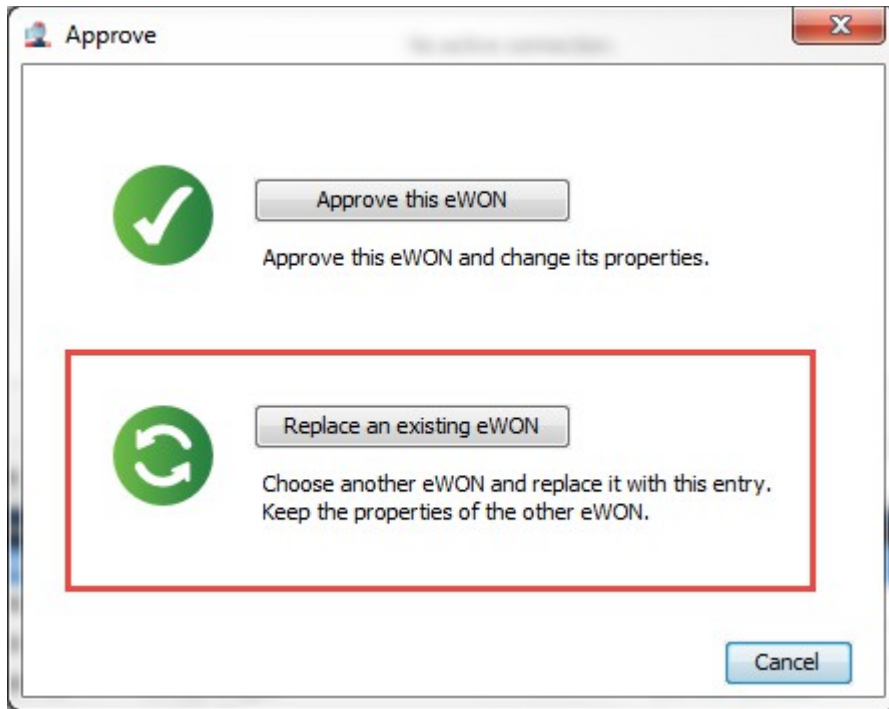 Approve
Approve this eWON
Approve this eWON and change its properties.
Replace an existing eWON
Choose another eWON and replace it with this entry.
Keep the properties of the other eWON.
Cancel